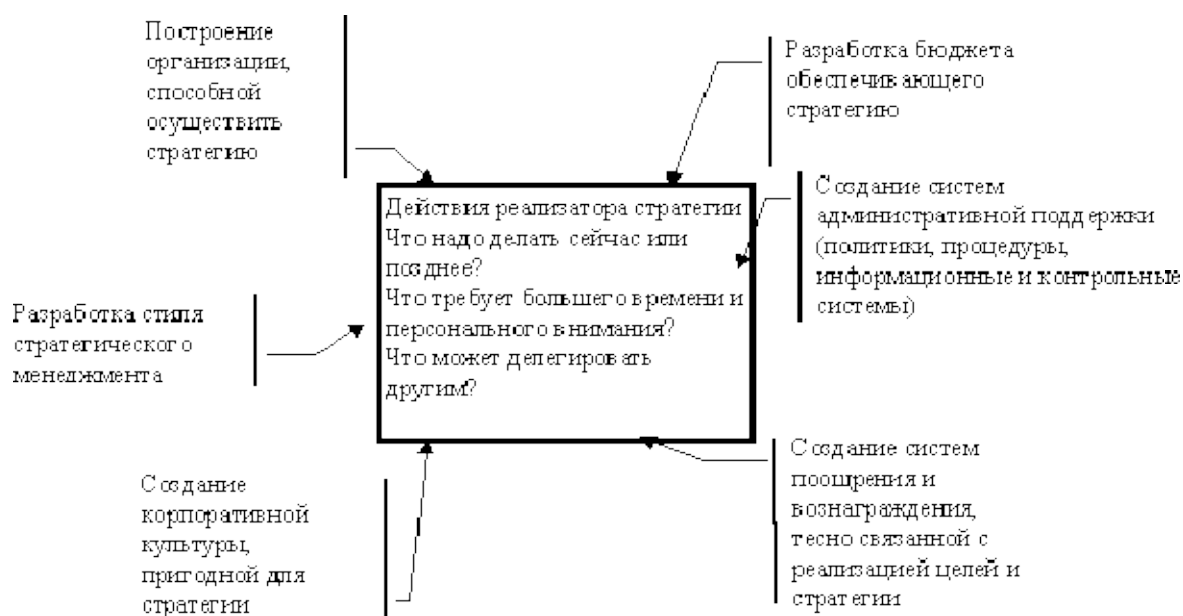 Построение
организации,
способной
осуществить
стратегию
Разработка бюджета
обеспечивающего
стратегию
Действия реализатора стратегии
Что надо делать сейчас или
позднее?
Что требует большего времени и
персонального внимания?
Что может делегировать
другим?
Создание систем
административной поддержки
(политики, процедуры,
информационные и контрольные
системы)
Разработка стиля
стратегического
менеджмента
Создание
корпоративной
культуры,
пригодной для
стратегии
Создание систем
поощрения и
вознаграждения,
тесно связанной с
реализацией целей и
стратегии